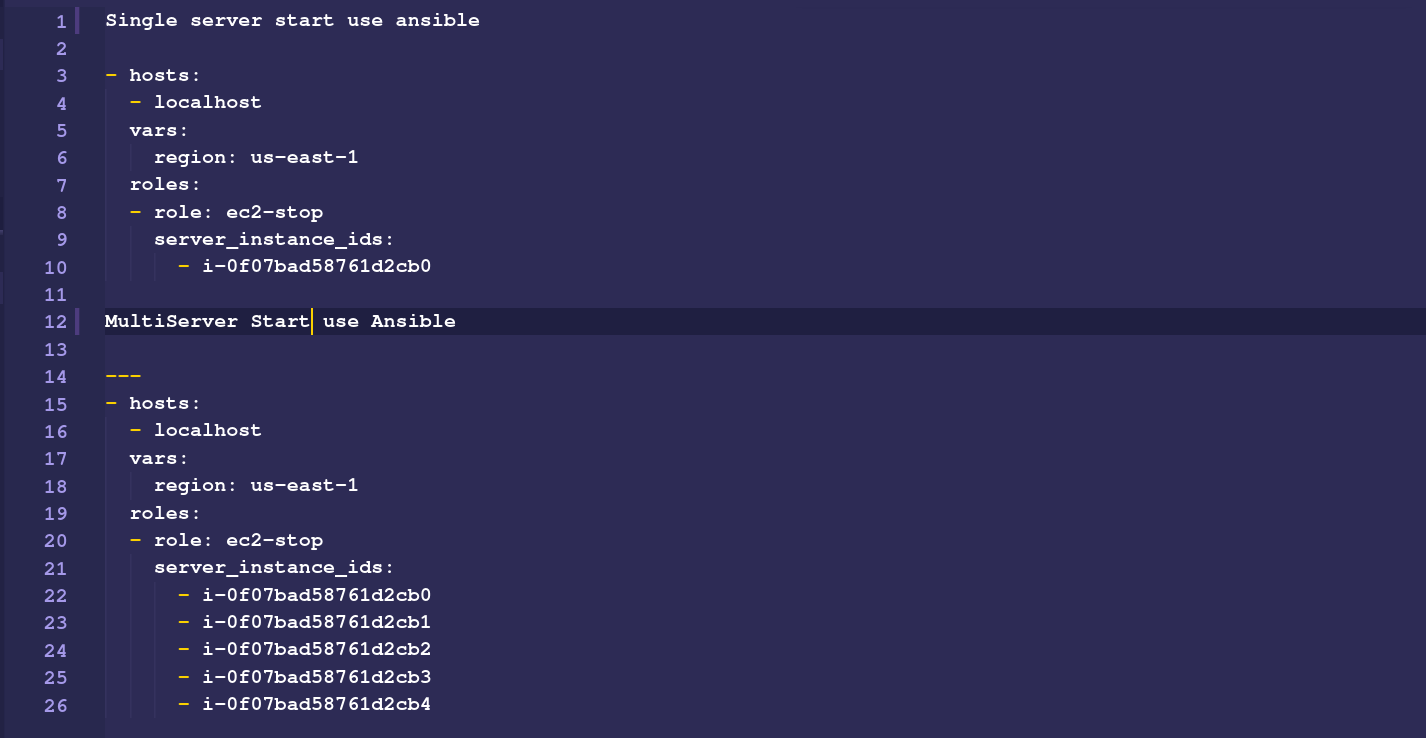 1 Single server start use ansible
2
3 - hosts:
4   - localhost
5   vars:
6     region: us-east-1
7   roles:
8   - role: ec2-stop
9     server_instance_ids:
10       - i-0f07bad58761d2cb0
11
12 MultiServer Start use Ansible
13
14 ---
15 - hosts:
16   - localhost
17   vars:
18     region: us-east-1
19   roles:
20   - role: ec2-stop
21     server_instance_ids:
22       - i-0f07bad58761d2cb0
23       - i-0f07bad58761d2cb1
24       - i-0f07bad58761d2cb2
25       - i-0f07bad58761d2cb3
26       - i-0f07bad58761d2cb4